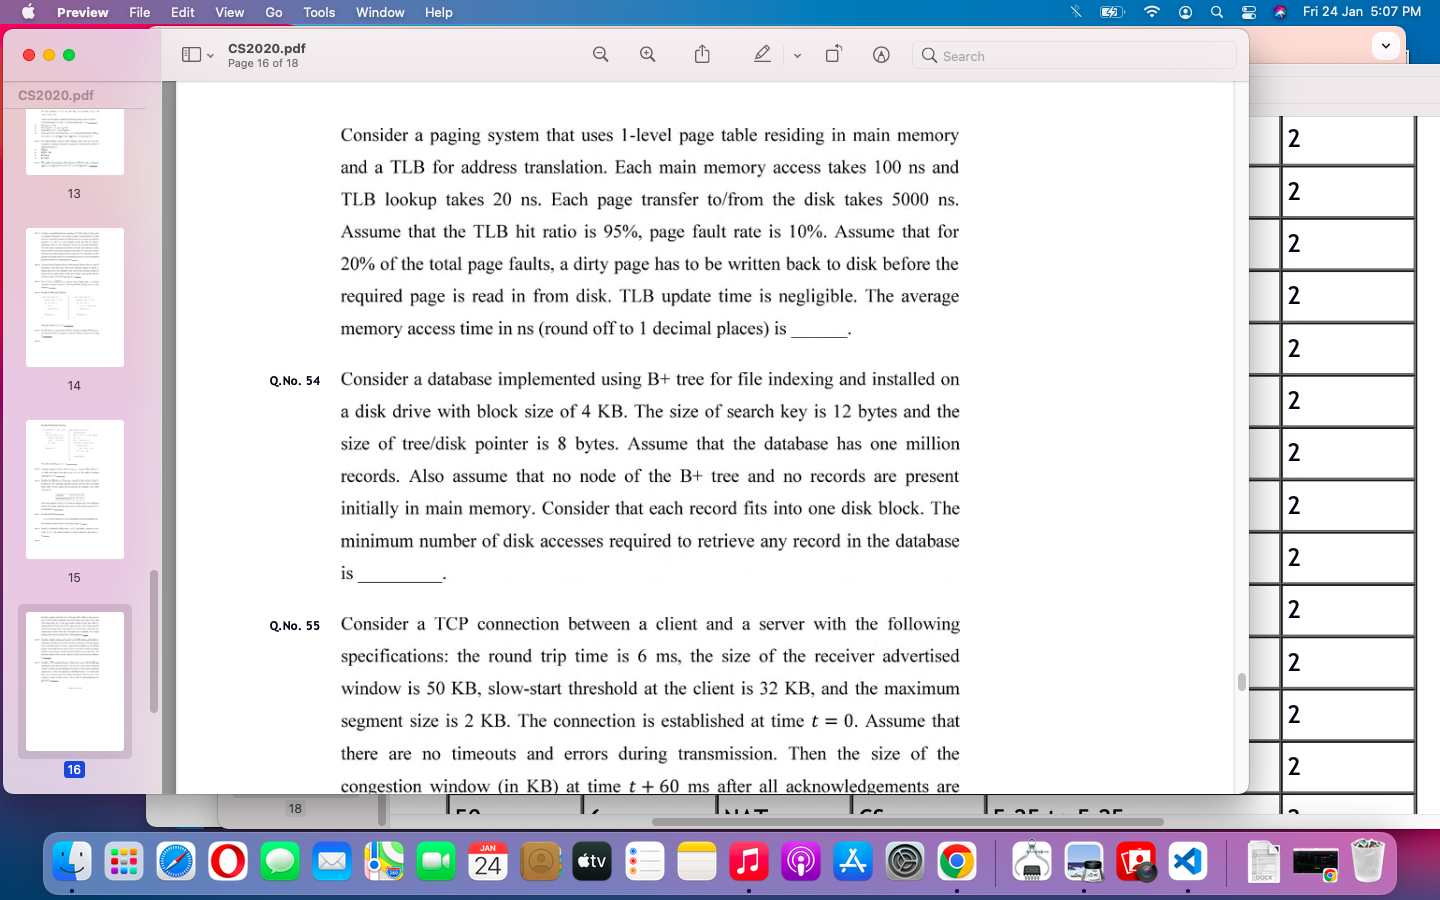 Preview File Edit View Go Tools Window Help Fri 24 Jan 5:07 PM
CS2020.pdf
Page 16 of 18
Search
CS2020.pdf
13
14
15
16
Consider a paging system that uses 1-level page table residing in main memory
and a TLB for address translation. Each main memory access takes 100 ns and
TLB lookup takes 20 ns. Each page transfer to/from the disk takes 5000 ns.
Assume that the TLB hit ratio is 95%, page fault rate is 10%. Assume that for
20% of the total page faults, a dirty page has to be written back to disk before the
required page is read in from disk. TLB update time is negligible. The average
memory access time in ns (round off to 1 decimal places) is ______.
Q.No. 54 Consider a database implemented using B+ tree for file indexing and installed on
a disk drive with block size of 4 KB. The size of search key is 12 bytes and the
size of tree/disk pointer is 8 bytes. Assume that the database has one million
records. Also assume that no node of the B+ tree and no records are present
initially in main memory. Consider that each record fits into one disk block. The
minimum number of disk accesses required to retrieve any record in the database
is _________.
Q.No. 55 Consider a TCP connection between a client and a server with the following
specifications: the round trip time is 6 ms, the size of the receiver advertised
window is 50 KB, slow-start threshold at the client is 32 KB, and the maximum
segment size is 2 KB. The connection is established at time t = 0. Assume that
there are no timeouts and errors during transmission. Then the size of the
congestion window (in KB) at time t + 60 ms after all acknowledgements are
2
2
2
2
2
2
2
2
2
2
2
2
2
18
JAN
24
tv
DOCX